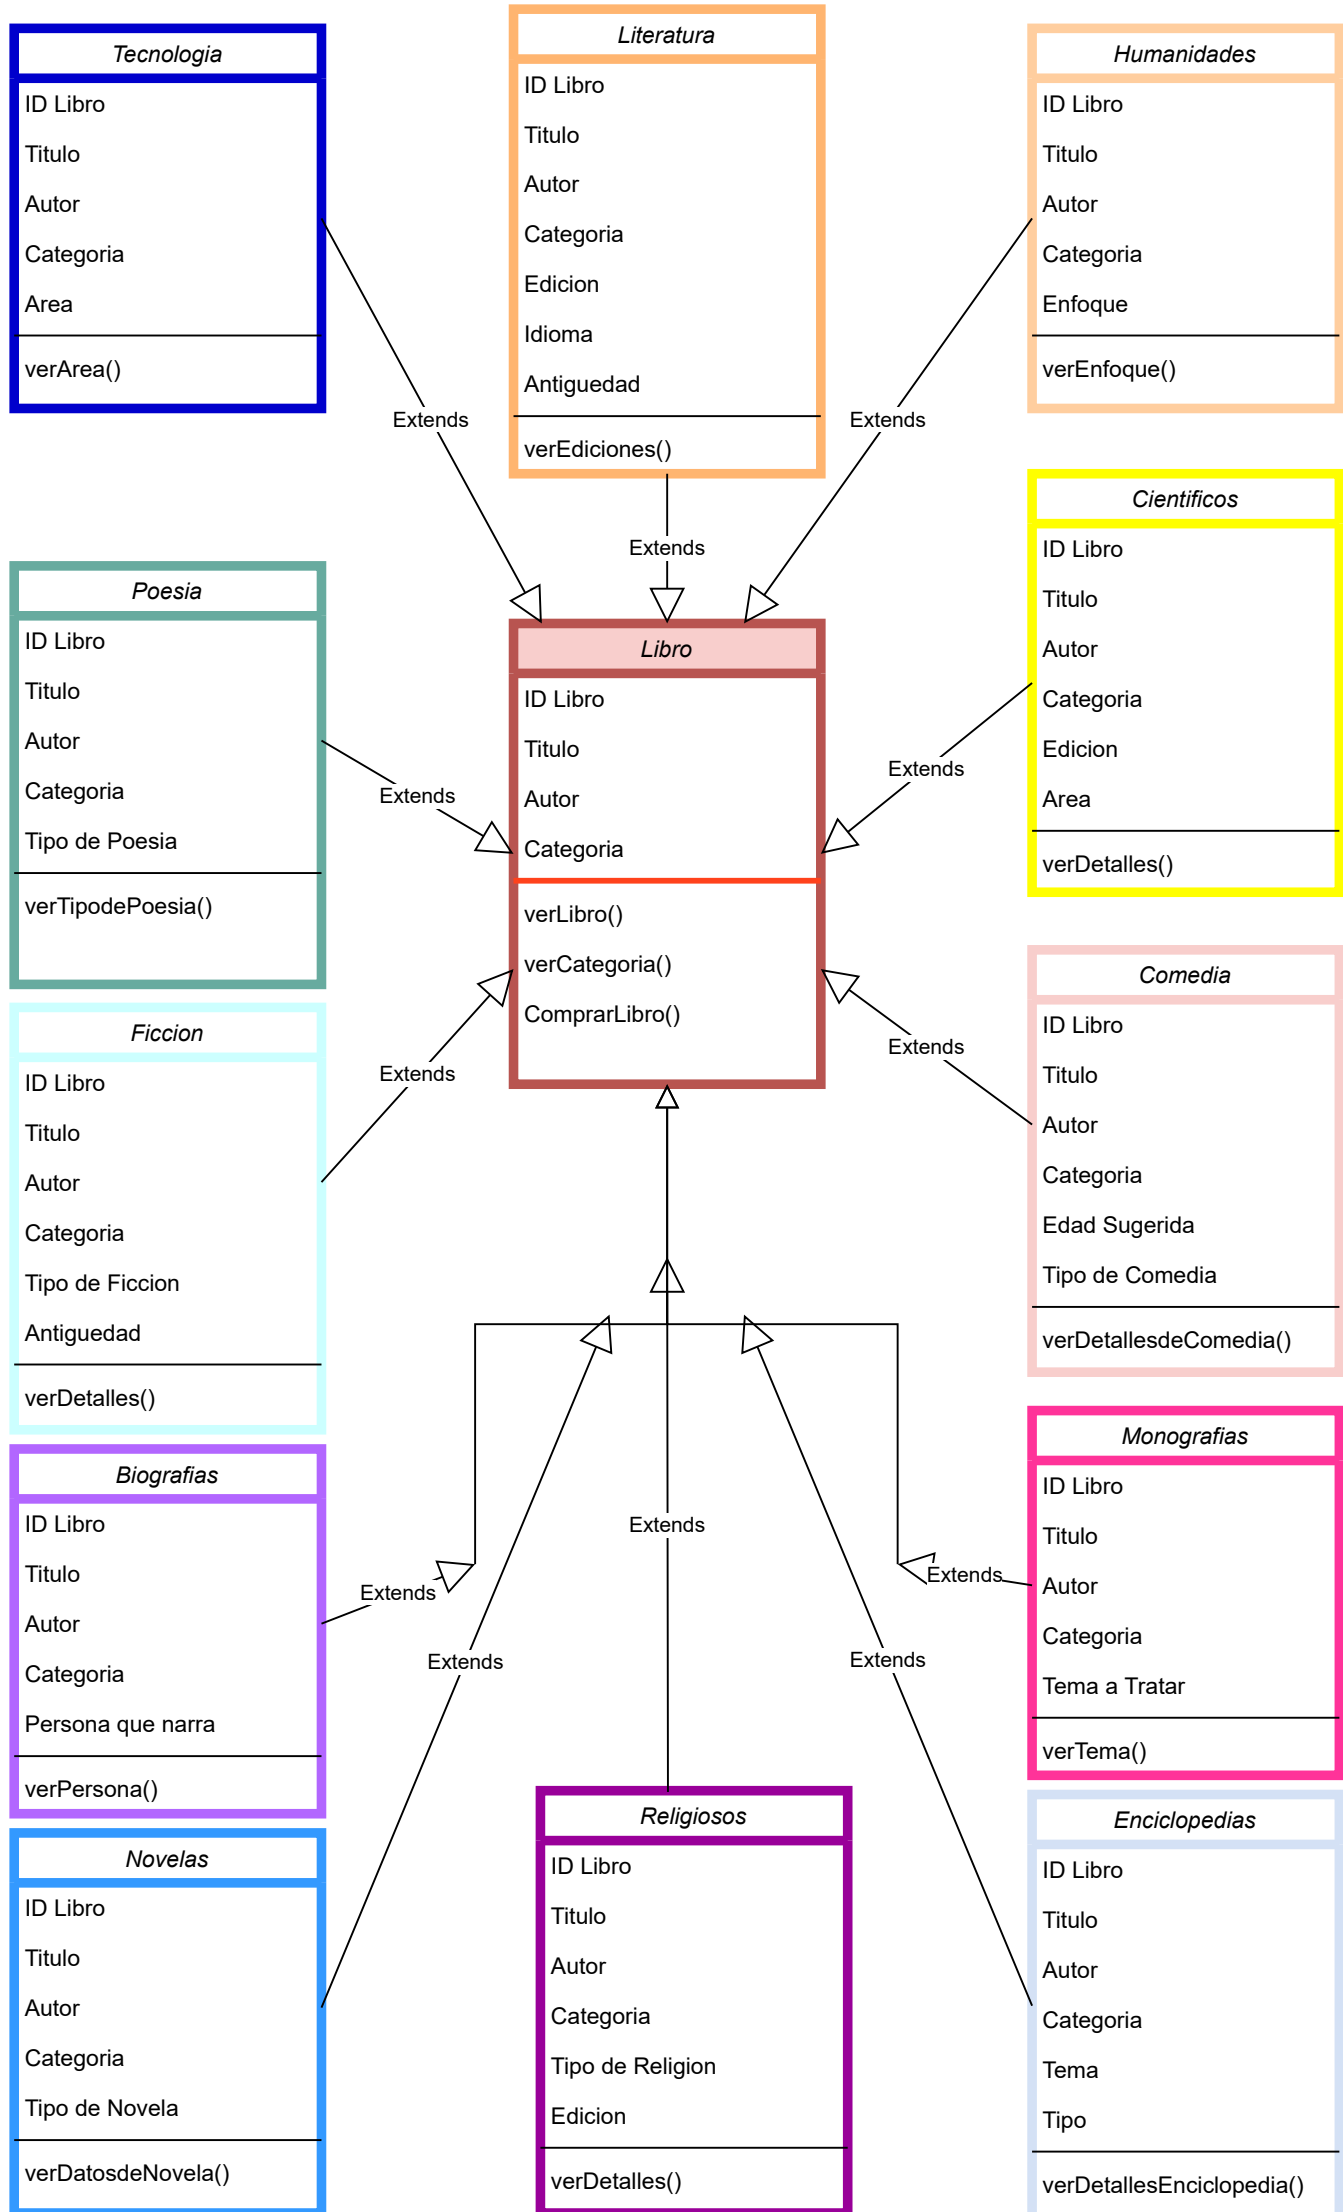 Tecnologia
ID Libro
Titulo
Autor
Categoria
Area
verArea()
Literatura
ID Libro
Titulo
Autor
Categoria
Edicion
Idioma
Antiguedad
verEdiciones()
Humanidades
ID Libro
Titulo
Autor
Categoria
Enfoque
verEnfoque()
Extends
Extends
Extends
Poesia
ID Libro
Titulo
Autor
Categoria
Tipo de Poesia
verTipodePoesia()
Extends
Libro
ID Libro
Titulo
Autor
Categoria
verLibro()
verCategoria()
ComprarLibro()
Cientificos
ID Libro
Titulo
Autor
Categoria
Edicion
Area
verDetalles()
Extends
Ficcion
ID Libro
Titulo
Autor
Categoria
Tipo de Ficcion
Antiguedad
verDetalles()
Extends
Comedia
ID Libro
Titulo
Autor
Categoria
Edad Sugerida
Tipo de Comedia
verDetallesdeComedia()
Extends
Biografias
ID Libro
Titulo
Autor
Categoria
Persona que narra
verPersona()
Extends
Extends
Extends
Monografias
ID Libro
Titulo
Autor
Categoria
Tema a Tratar
verTema()
Extends
Extends
Novelas
ID Libro
Titulo
Autor
Categoria
Tipo de Novela
verDatosdeNovela()
Religiosos
ID Libro
Titulo
Autor
Categoria
Tipo de Religion
Edicion
verDetalles()
Enciclopedias
ID Libro
Titulo
Autor
Categoria
Tema
Tipo
verDetallesEnciclopedia()